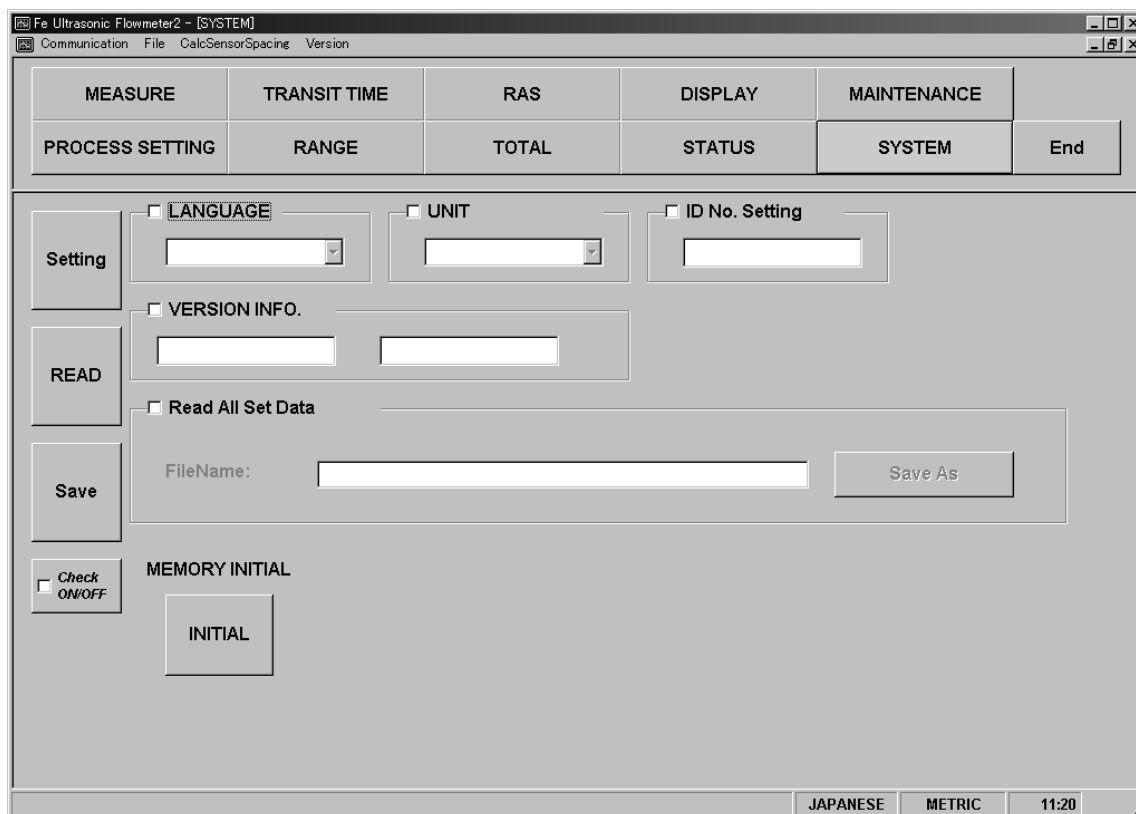 Fe Ultrasonic Flowmeter2 - [SYSTEM]
Communication File CalcSensorSpacing Version
MEASURE TRANSIT TIME RAS DISPLAY MAINTENANCE
PROCESS SETTING RANGE TOTAL STATUS SYSTEM End
LANGUAGE UNIT ID No. Setting
Setting
VERSION INFO.
READ
Read All Set Data
FileName: Save As
Save
Check
ON/OFF
MEMORY INITIAL
INITIAL
JAPANESE METRIC 11:20